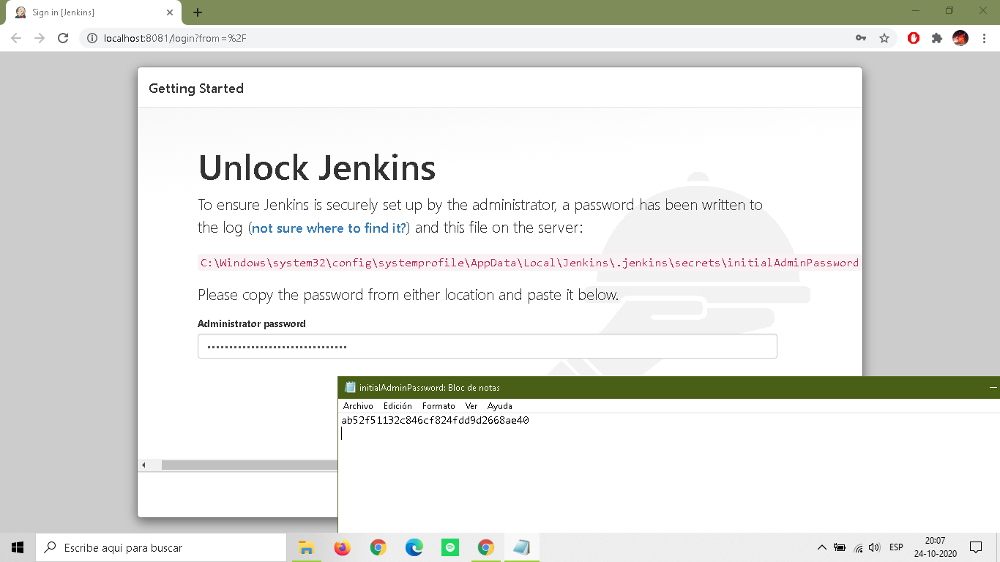 Sign in [Jenkins]
localhost:8081/login?from=%2F
Getting Started
Unlock Jenkins
To ensure Jenkins is securely set up by the administrator, a password has been written to
the log (not sure where to find it?) and this file on the server:
C:\Windows\system32\config\systemprofile\AppData\Local\Jenkins\.jenkins\secrets\initialAdminPassword
Please copy the password from either location and paste it below.
Administrator password
initialAdminPassword: Bloc de notas
Archivo Edición Formato Ver Ayuda
ab52f51132c846cf824fdd9d2668ae40
Escribe aquí para buscar
ESP
20:07
24-10-2020